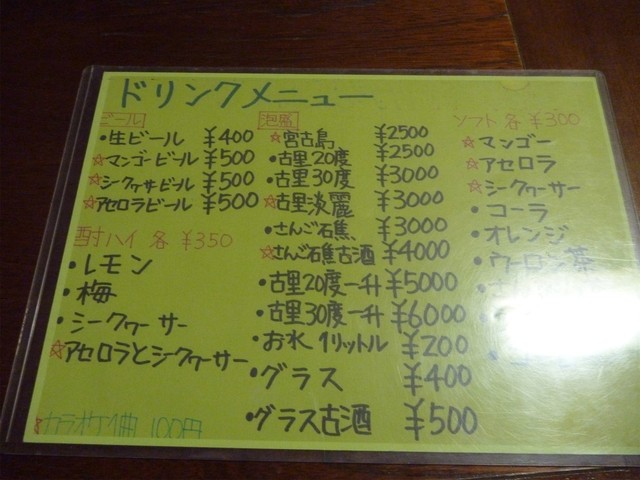 ドリンクメニュー
ビール
・生ビール ¥400
☆マンゴービール ¥500
☆シークヮサービール ¥500
☆アセロラビール ¥500
酎ハイ 各 ¥350
・レモン
・梅
・シークヮーサー
☆アセロラとシークヮーサー
カラオケ1曲 100円
泡盛
☆宮古島 ¥2500
・古里20度 ¥2500
・古里30度 ¥3000
☆古里淡麗 ¥3000
・さんご石樵 ¥3000
☆さんご石樵古酒 ¥4000
・古里20度一升 ¥5000
・古里30度一升 ¥6000
・お水 1リットル ¥200
・グラス ¥400
・グラス古酒 ¥500
ソフト 各 ¥300
☆マンゴー
☆アセロラ
☆シークヮーサー
・コーラ
・オレンジ
・ウーロン茶